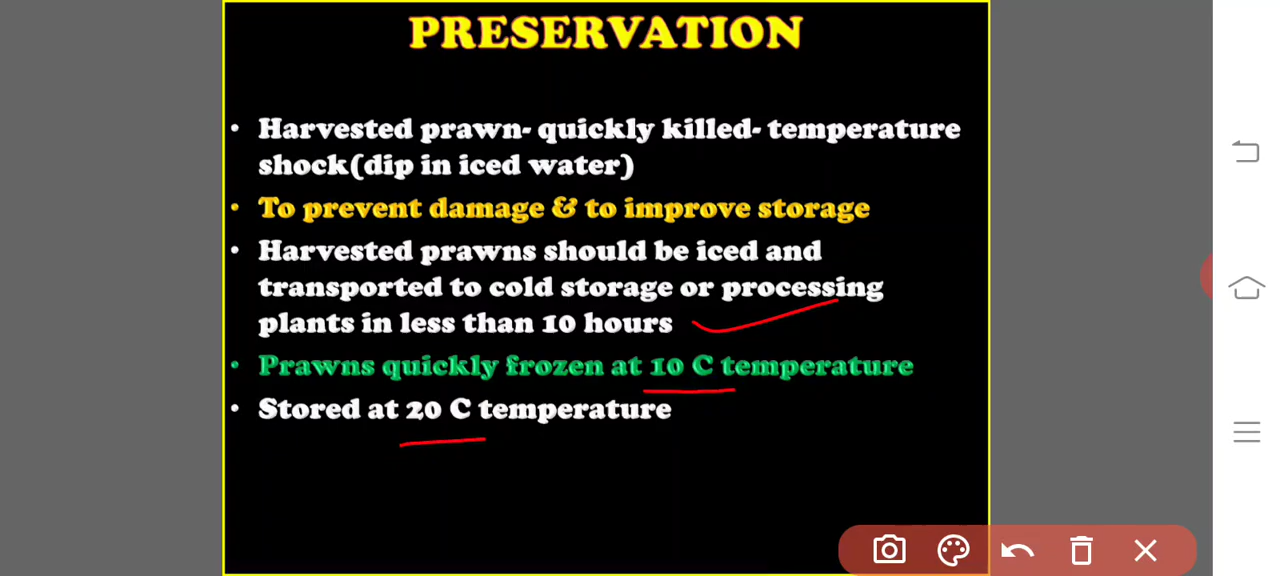 PRESERVATION
• Harvested prawn- quickly killed- temperature
shock(dip in iced water)
• To prevent damage & to improve storage
• Harvested prawns should be iced and
transported to cold storage or processing
plants in less than 10 hours
• Prawns quickly frozen at 10 C temperature
• Stored at 20 C temperature